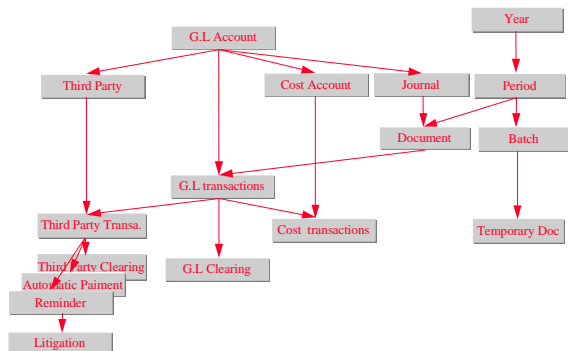 Year
G.L Account
Third Party
Cost Account
Journal
Period
Document
Batch
G.L transactions
Third Party Transa.
Cost transactions
Temporary Doc
Third Party Clearing
G.L Clearing
Automatic Paiment
Reminder
Litigation